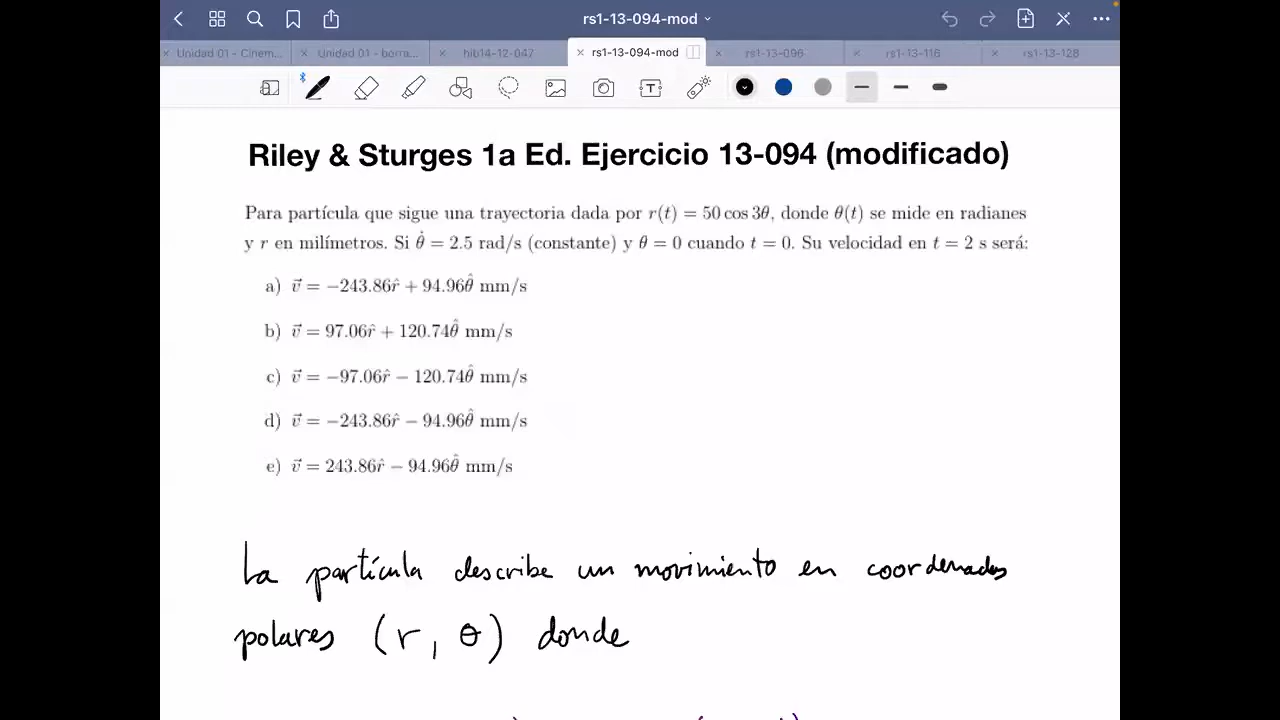 rs1-13-094-mod
Unidad 01 - Cinem... Unidad 01 - borra... hib14-12-047 rs1-13-094-mod rs1-13-096 rs1-13-116 rs1-13-128
Riley & Sturges 1a Ed. Ejercicio 13-094 (modificado)
Para partícula que sigue una trayectoria dada por r(t) = 50 cos 3θ, donde θ(t) se mide en radianes
y r en milímetros. Si θ̇ = 2.5 rad/s (constante) y θ = 0 cuando t = 0. Su velocidad en t = 2 s será:
a) v⃗ = −243.86r̂ + 94.96θ̂ mm/s
b) v⃗ = 97.06r̂ + 120.74θ̂ mm/s
c) v⃗ = −97.06r̂ − 120.74θ̂ mm/s
d) v⃗ = −243.86r̂ − 94.96θ̂ mm/s
e) v⃗ = 243.86r̂ − 94.96θ̂ mm/s
La partícula describe un movimiento en coordenadas
polares (r, θ) donde